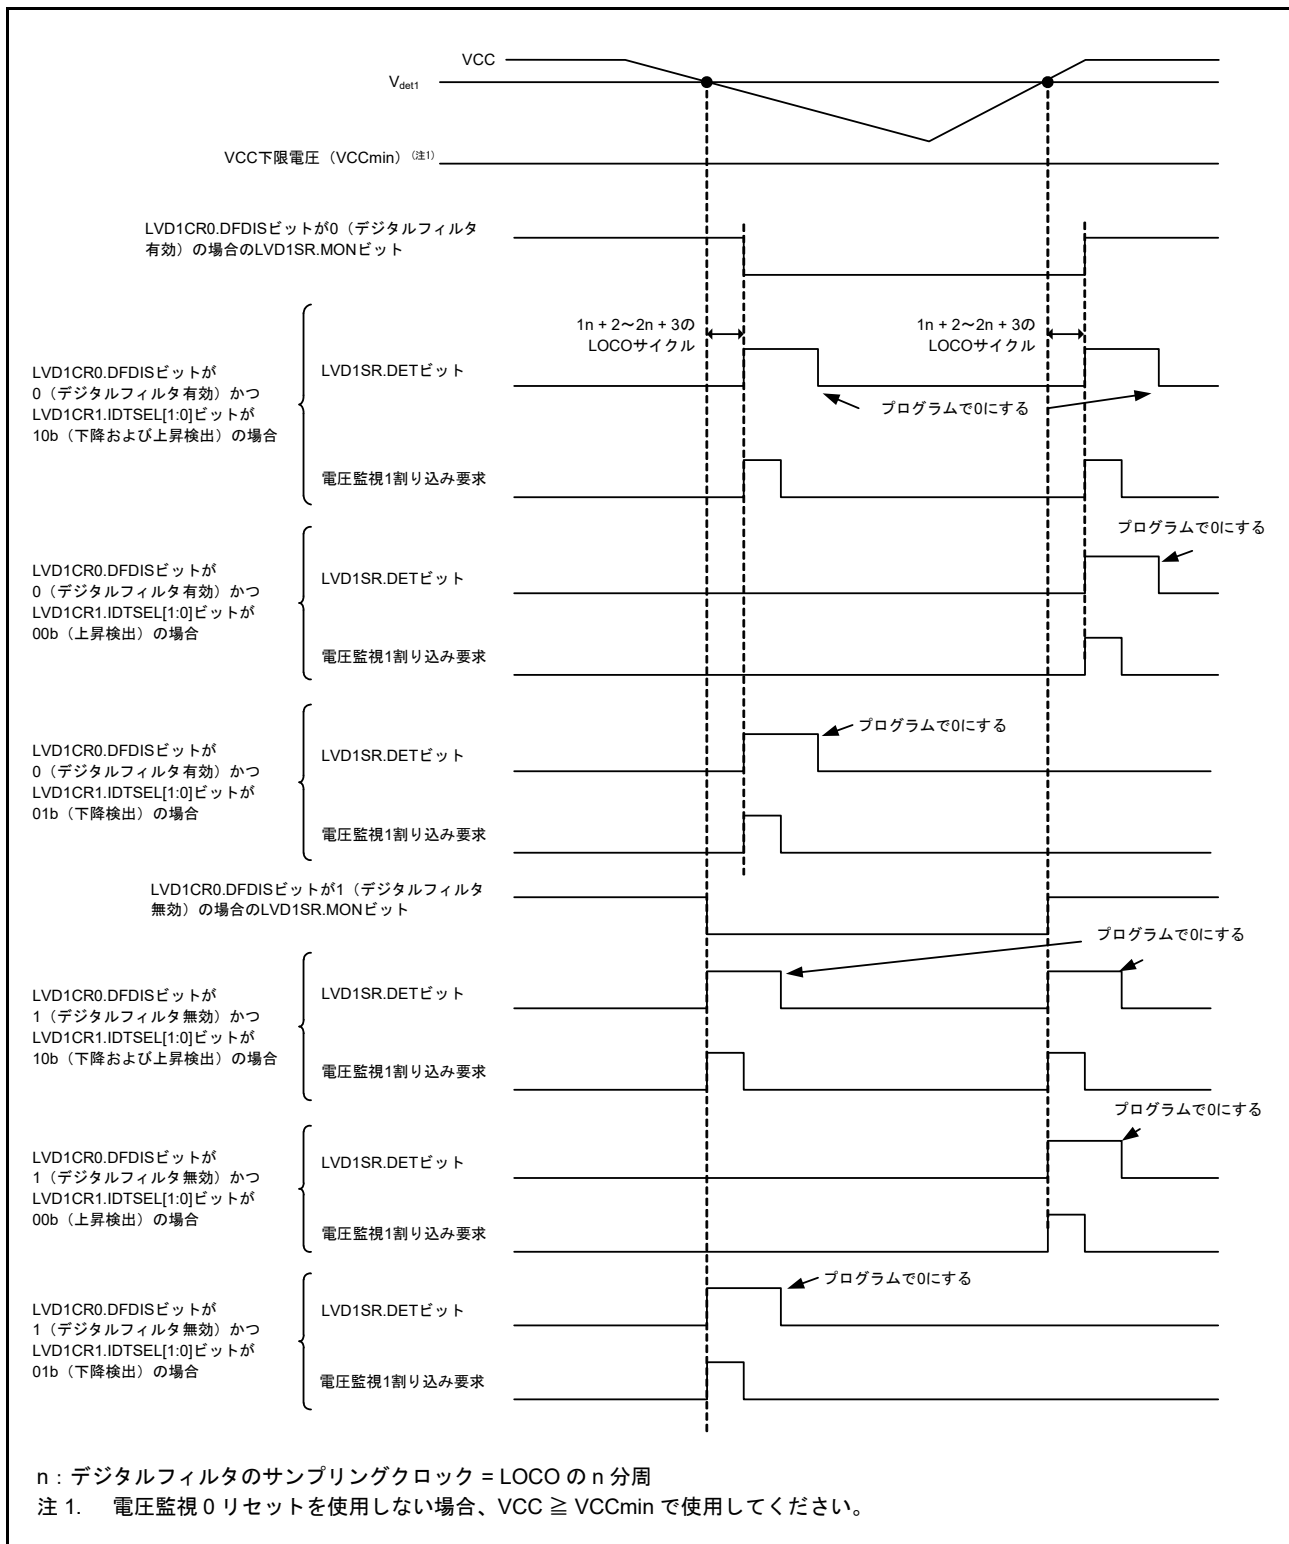 VCC
Vdet1
VCC下限電圧（VCCmin）(注1)
LVD1CR0.DFDISビットが0（デジタルフィルタ
有効）の場合のLVD1SR.MONビット
1n + 2～2n + 3の
LOCOサイクル
1n + 2～2n + 3の
LOCOサイクル
LVD1CR0.DFDISビットが
0（デジタルフィルタ有効）かつ
LVD1CR1.IDTSEL[1:0]ビットが
10b（下降および上昇検出）の場合
LVD1SR.DETビット
プログラムで0にする
電圧監視1割り込み要求
プログラムで0にする
LVD1CR0.DFDISビットが
0（デジタルフィルタ有効）かつ
LVD1CR1.IDTSEL[1:0]ビットが
00b（上昇検出）の場合
LVD1SR.DETビット
電圧監視1割り込み要求
LVD1CR0.DFDISビットが
0（デジタルフィルタ有効）かつ
LVD1CR1.IDTSEL[1:0]ビットが
01b（下降検出）の場合
LVD1SR.DETビット
プログラムで0にする
電圧監視1割り込み要求
LVD1CR0.DFDISビットが1（デジタルフィルタ
無効）の場合のLVD1SR.MONビット
プログラムで0にする
LVD1CR0.DFDISビットが
1（デジタルフィルタ無効）かつ
LVD1CR1.IDTSEL[1:0]ビットが
10b（下降および上昇検出）の場合
LVD1SR.DETビット
電圧監視1割り込み要求
プログラムで0にする
LVD1CR0.DFDISビットが
1（デジタルフィルタ無効）かつ
LVD1CR1.IDTSEL[1:0]ビットが
00b（上昇検出）の場合
LVD1SR.DETビット
電圧監視1割り込み要求
プログラムで0にする
LVD1CR0.DFDISビットが
1（デジタルフィルタ無効）かつ
LVD1CR1.IDTSEL[1:0]ビットが
01b（下降検出）の場合
LVD1SR.DETビット
電圧監視1割り込み要求
n：デジタルフィルタのサンプリングクロック = LOCO の n 分周
注 1. 電圧監視 0 リセットを使用しない場合、VCC ≧ VCCmin で使用してください。